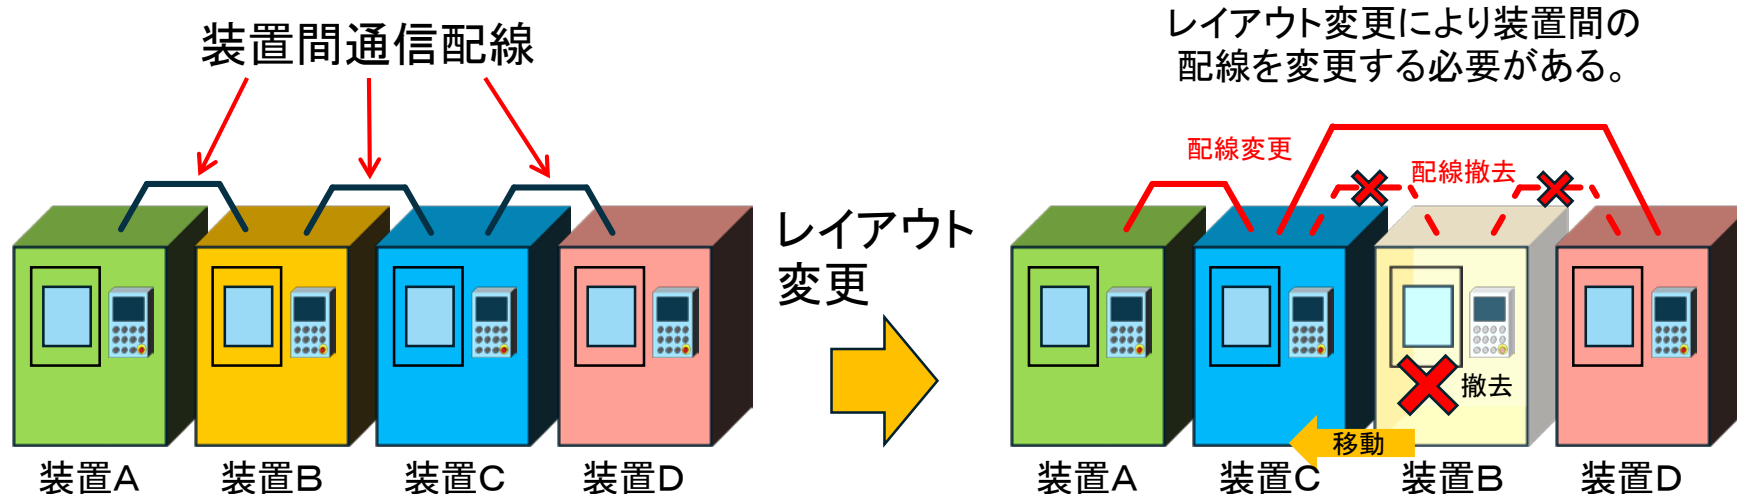 装置間通信配線
レイアウト変更により装置間の
配線を変更する必要がある。
配線変更
配線撤去
レイアウト
変更
撤去
移動
装置A
装置B
装置C
装置D
装置A
装置C
装置B
装置D